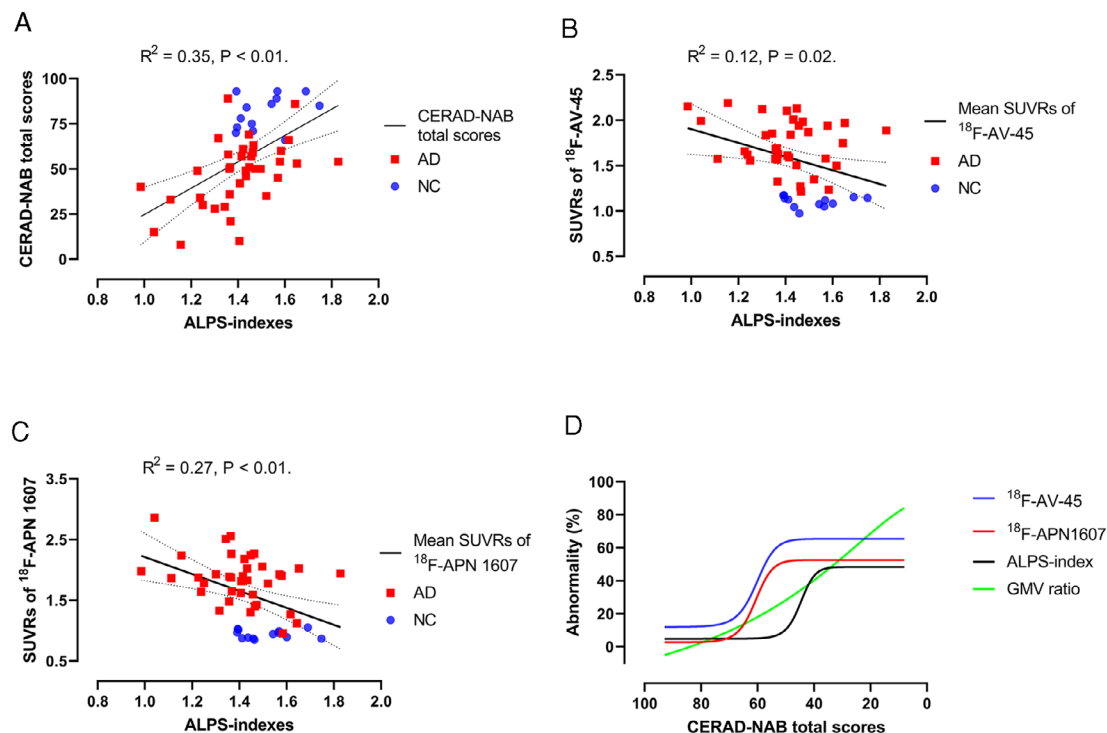 A
R² = 0.35, P < 0.01.
CERAD-NAB total scores
100
75
50
25
0
0.8 1.0 1.2 1.4 1.6 1.8 2.0
ALPS-indexes
CERAD-NAB
total scores
AD
NC
B
R² = 0.12, P = 0.02.
SUVRs of ¹⁸F-AV-45
2.5
2.0
1.5
1.0
0.5
0.8 1.0 1.2 1.4 1.6 1.8 2.0
ALPS-indexes
Mean SUVRs of
¹⁸F-AV-45
AD
NC
C
R² = 0.27, P < 0.01.
SUVRs of ¹⁸F-APN 1607
3.5
2.5
1.5
0.5
0.8 1.0 1.2 1.4 1.6 1.8 2.0
ALPS-indexes
Mean SUVRs of
¹⁸F-APN 1607
AD
NC
D
Abnormality (%)
100
80
60
40
20
0
100 80 60 40 20 0
CERAD-NAB total scores
¹⁸F-AV-45
¹⁸F-APN1607
ALPS-index
GMV ratio